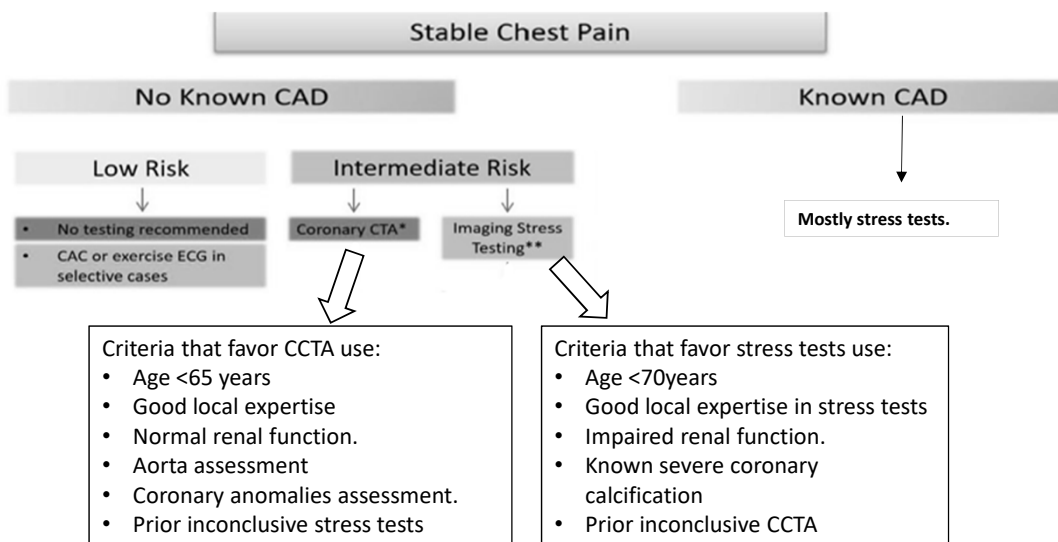 Stable Chest Pain
No Known CAD
Known CAD
Low Risk
Intermediate Risk
• No testing recommended
• CAC or exercise ECG in
selective cases
Coronary CTA*
Imaging Stress
Testing**
Mostly stress tests.
Criteria that favor CCTA use:
• Age <65 years
• Good local expertise
• Normal renal function.
• Aorta assessment
• Coronary anomalies assessment.
• Prior inconclusive stress tests
Criteria that favor stress tests use:
• Age <70years
• Good local expertise in stress tests
• Impaired renal function.
• Known severe coronary
calcification
• Prior inconclusive CCTA